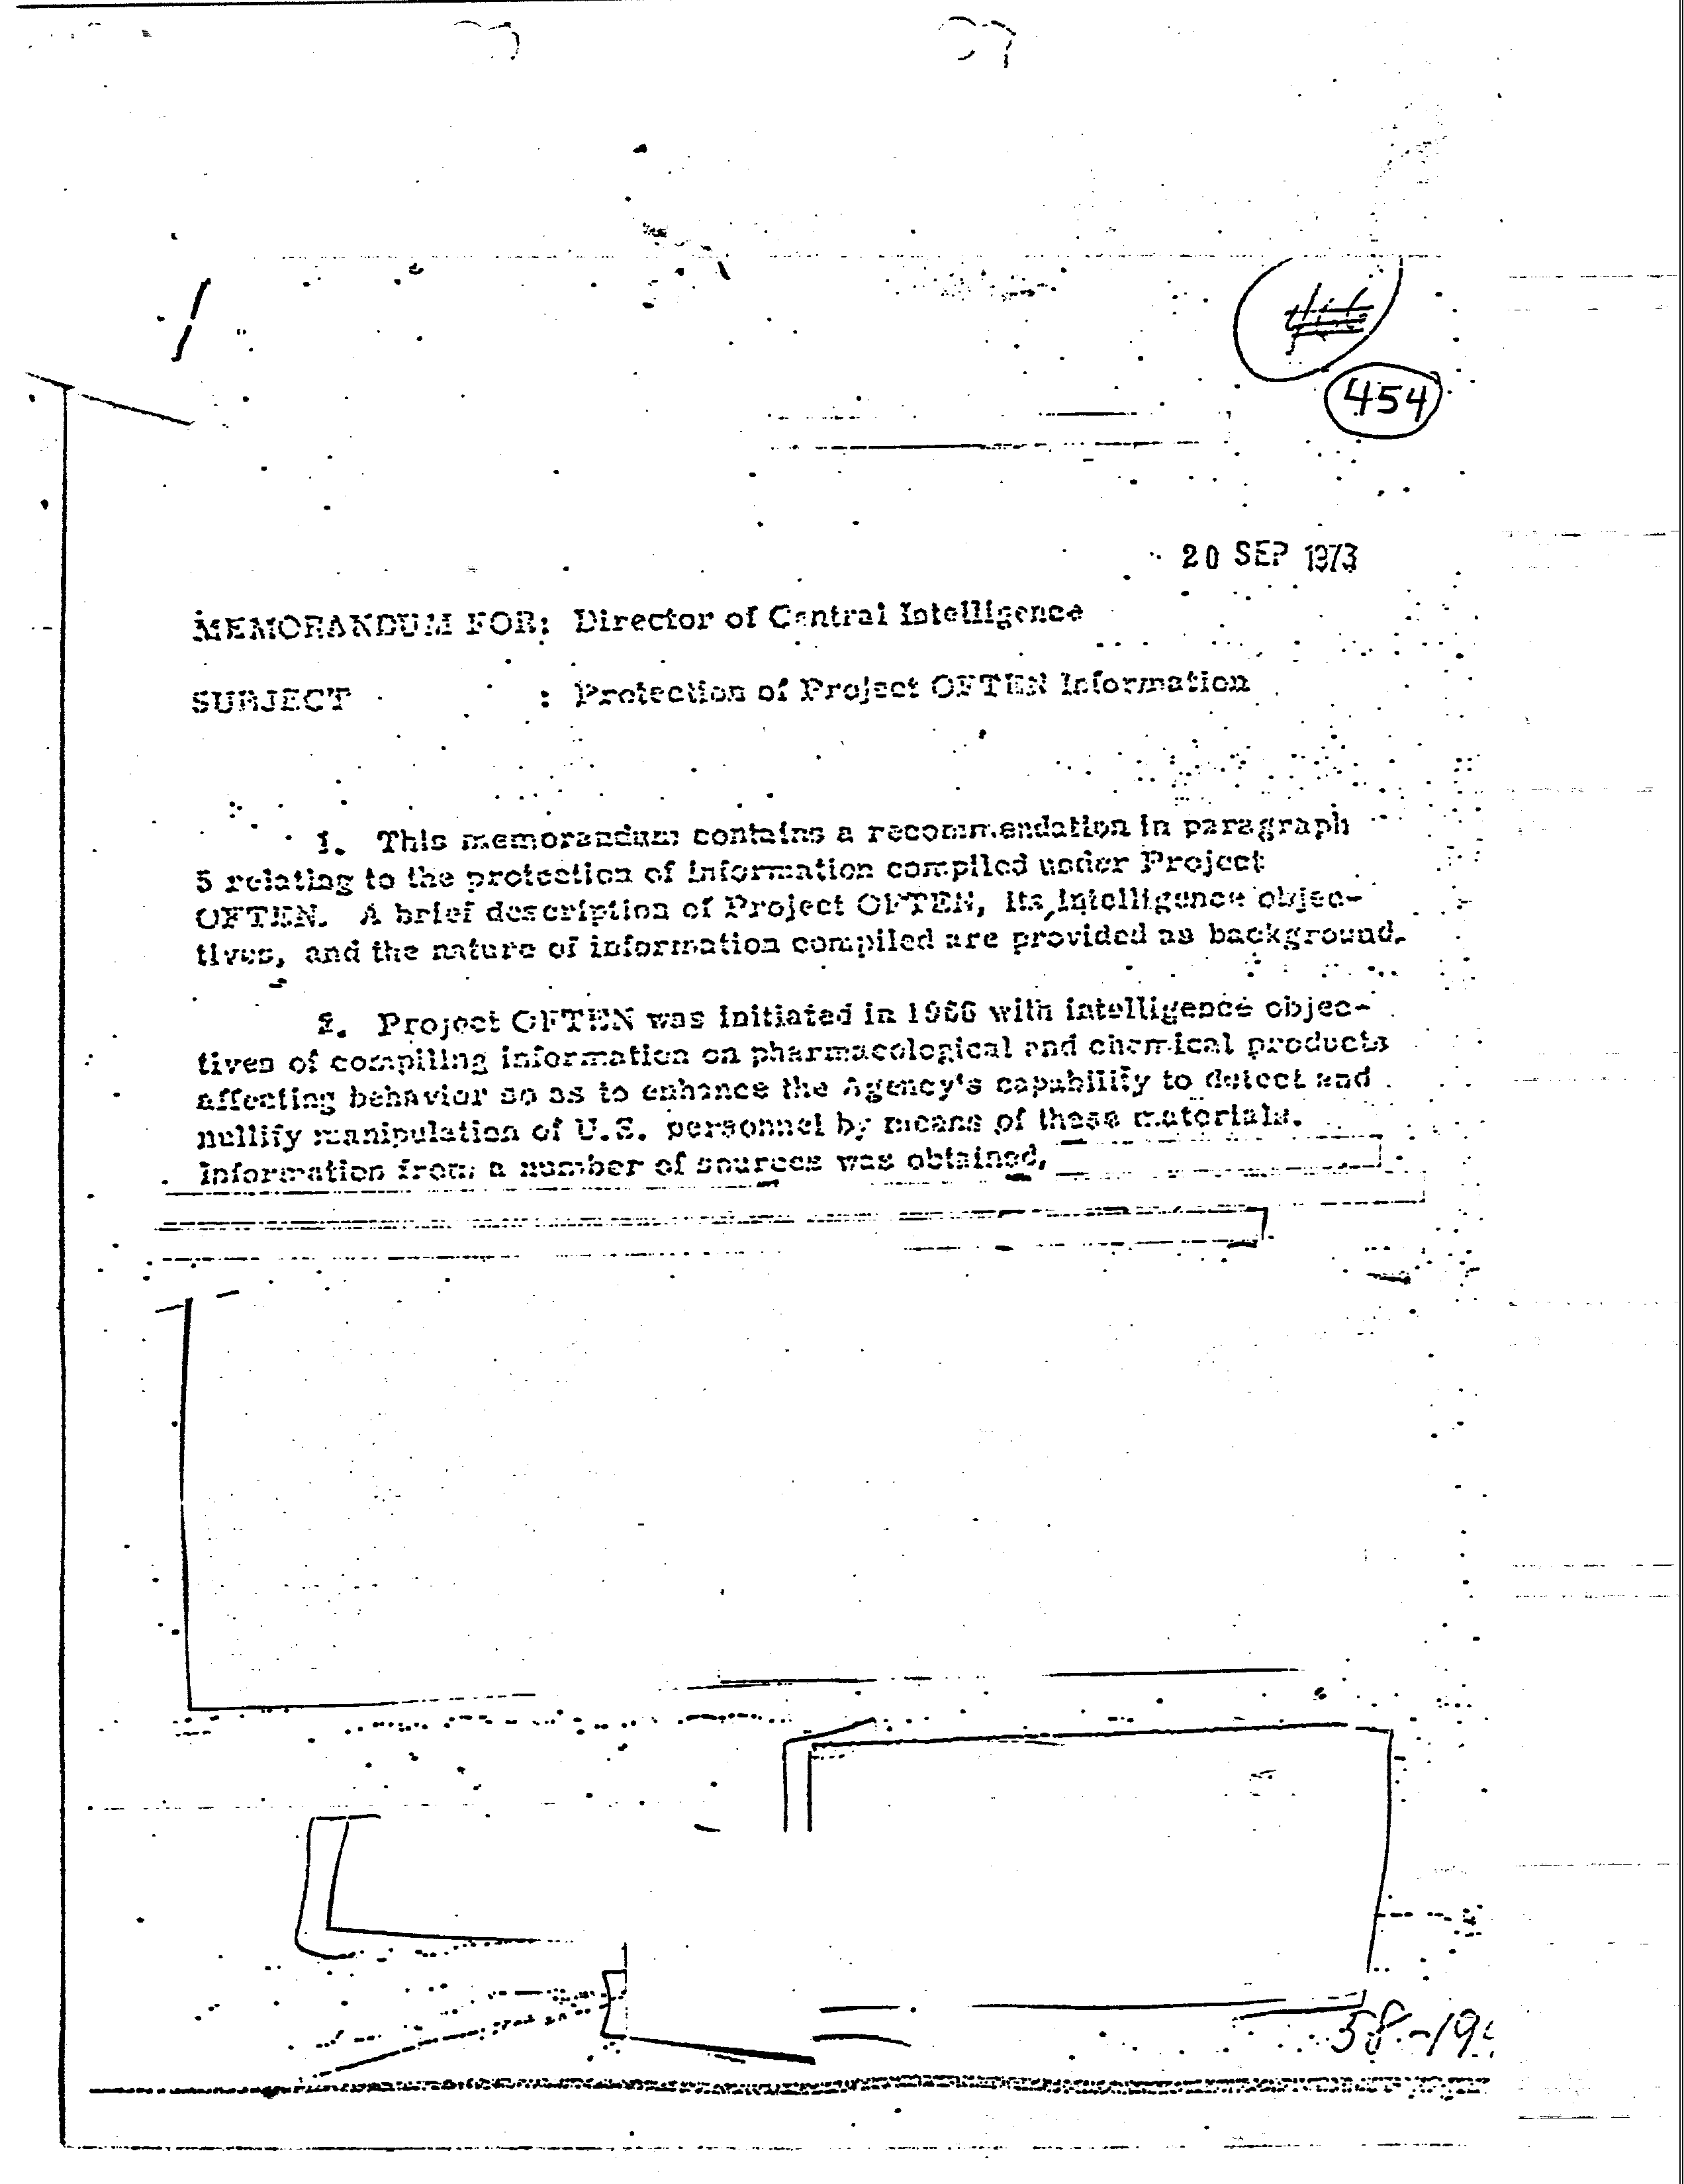 454
20 SEP 1973
MEMORANDUM FOR: Director of Central Intelligence
SUBJECT : Protection of Project OFTEN Information
1. This memorandum contains a recommendation in paragraph
5 relating to the protection of information compiled under Project
OFTEN. A brief description of Project OFTEN, its intelligence objec-
tives, and the nature of information compiled are provided as background.
2. Project OFTEN was initiated in 1966 with intelligence objec-
tives of compiling information on pharmacological and chemical products
affecting behavior so as to enhance the Agency's capability to detect and
nullify manipulation of U.S. personnel by means of these materials.
Information from a number of sources was obtained,
58-19